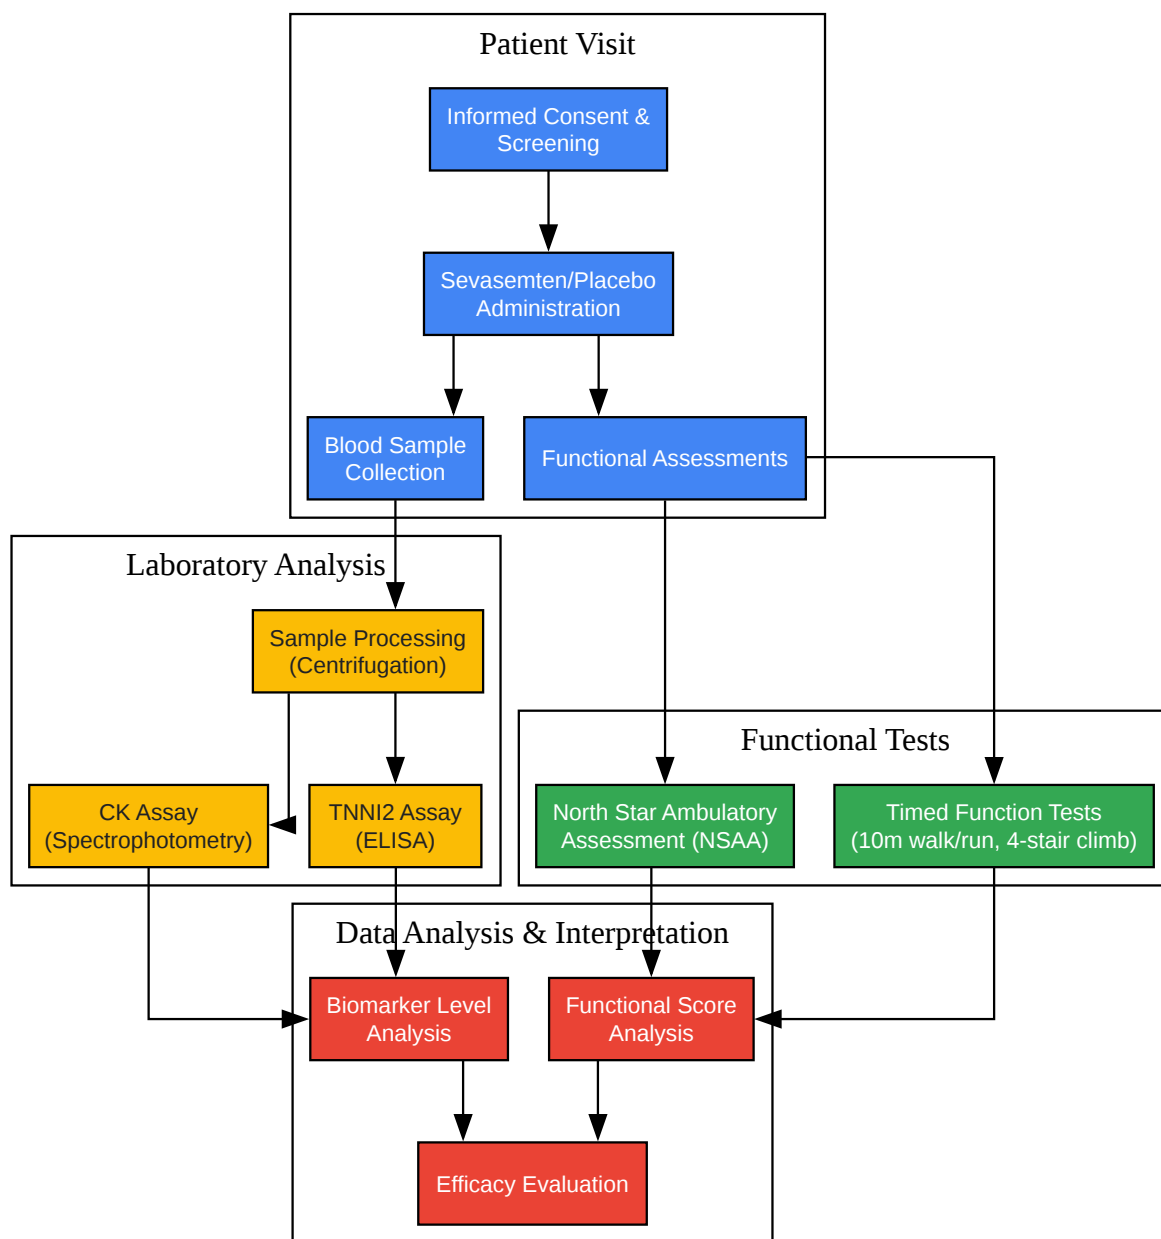 Patient Visit
Informed Consent &
Screening
Sevasemten/Placebo
Administration
Blood Sample
Collection
Functional Assessments
Laboratory Analysis
Sample Processing
(Centrifugation)
CK Assay
(Spectrophotometry)
TNNI2 Assay
(ELISA)
Functional Tests
North Star Ambulatory
Assessment (NSAA)
Timed Function Tests
(10m walk/run, 4-stair climb)
Data Analysis & Interpretation
Biomarker Level
Analysis
Functional Score
Analysis
Efficacy Evaluation